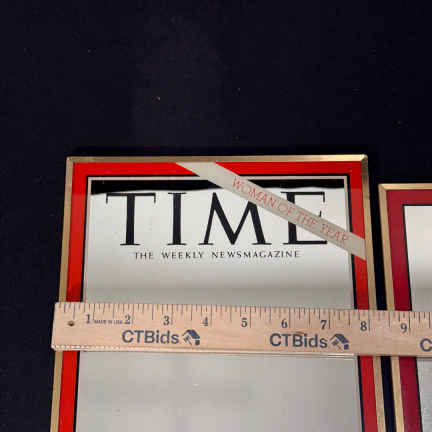 WOMAN OF THE YEAR
TIME
THE WEEKLY NEWSMAGAZINE
1 MADE IN USA 2 3 4 5 6 7 8 9
CTBids CTBids C